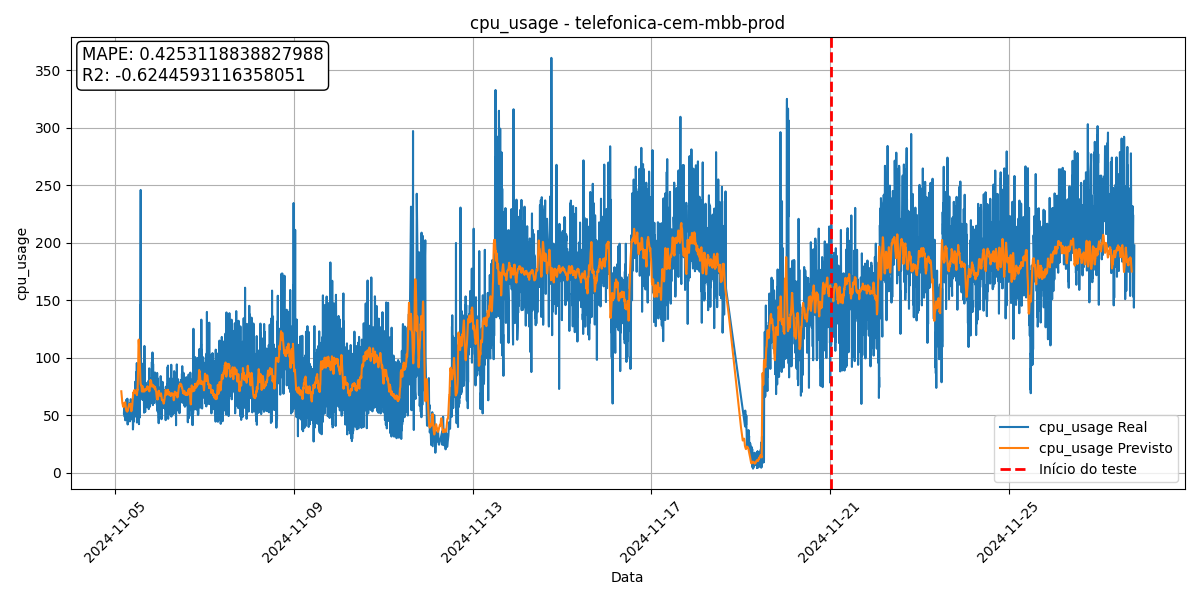 cpu_usage - telefonica-cem-mbb-prod
MAPE: 0.4253118838827988
R2: -0.6244593116358051
cpu_usage
350
300
250
200
150
100
50
0
cpu_usage Real
cpu_usage Previsto
Início do teste
2024-11-05
2024-11-09
2024-11-13
2024-11-17
2024-11-21
2024-11-25
Data